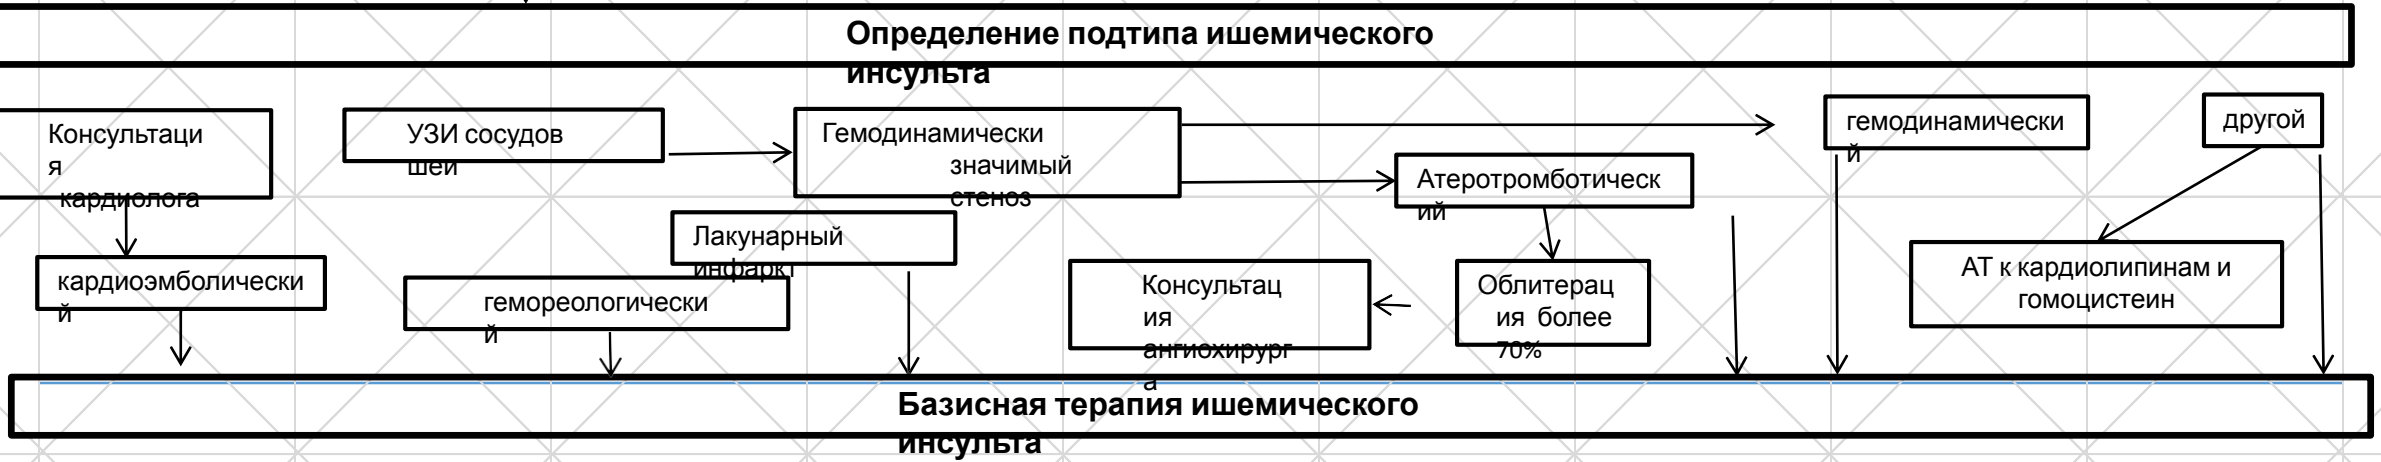 Определение подтипа ишемического
инсульта
Консультаци
я
кардиолога
УЗИ сосудов
шеи
Гемодинамически
значимый
стеноз
гемодинамически
й
другой
Атеротромботическ
ий
Лакунарный
инфаркт
кардиоэмболически
й
гемореологически
й
Консультац
ия
ангиохирург
а
Облитерац
ия более
70%
АТ к кардиолипинам и
гомоцистеин
Базисная терапия ишемического
инсульта